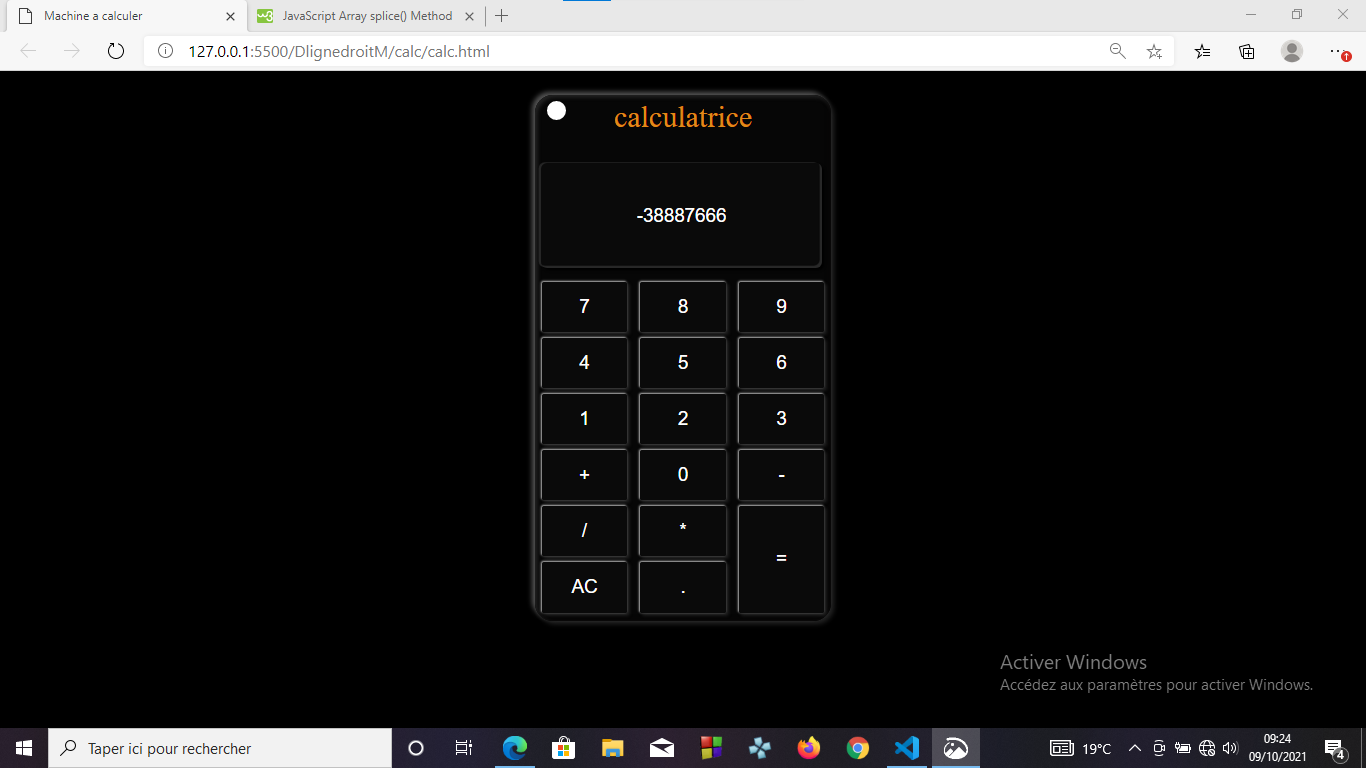 Machine a calculer
JavaScript Array splice() Method
127.0.0.1:5500/DlignedroitM/calc/calc.html
calculatrice
-38887666
7 8 9
4 5 6
1 2 3
+ 0 -
/ *
=
AC .
Activer Windows
Accédez aux paramètres pour activer Windows.
Taper ici pour rechercher
19°C
09:24
09/10/2021
4